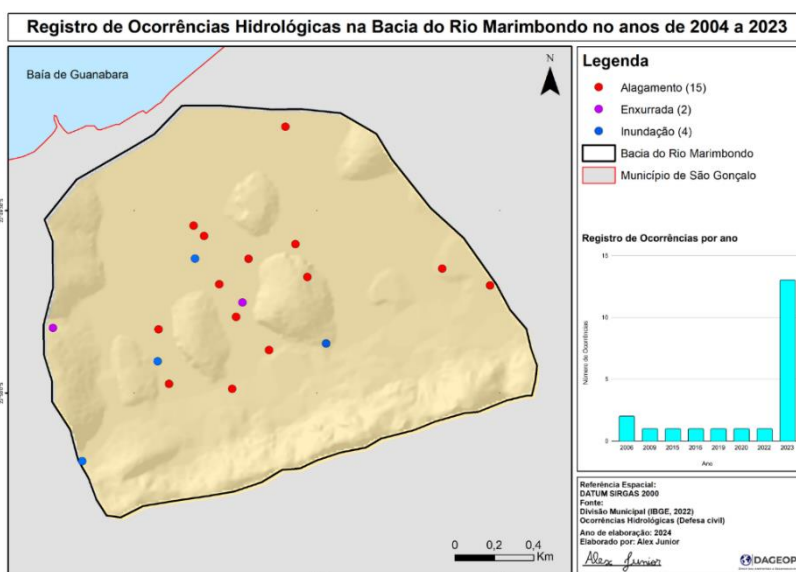 Registro de Ocorrências Hidrológicas na Bacia do Rio Marimbondo no anos de 2004 a 2023
Baía de Guanabara
N
0
0,2
0,4
Km
Legenda
Alagamento (15)
Enxurrada (2)
Inundação (4)
Bacia do Rio Marimbondo
Município de São Gonçalo
Registro de Ocorrências por ano
Número de Ocorrências
15
10
5
0
2006
2009
2015
2016
2019
2020
2022
2023
Ano
Referência Espacial:
DATUM SIRGAS 2000
Fonte:
Divisão Municipal (IBGE, 2022)
Ocorrências Hidrológicas (Defesa civil)
Ano de elaboração: 2024
Elaborado por: Alex Junior
Alex Junior
DAGEOP